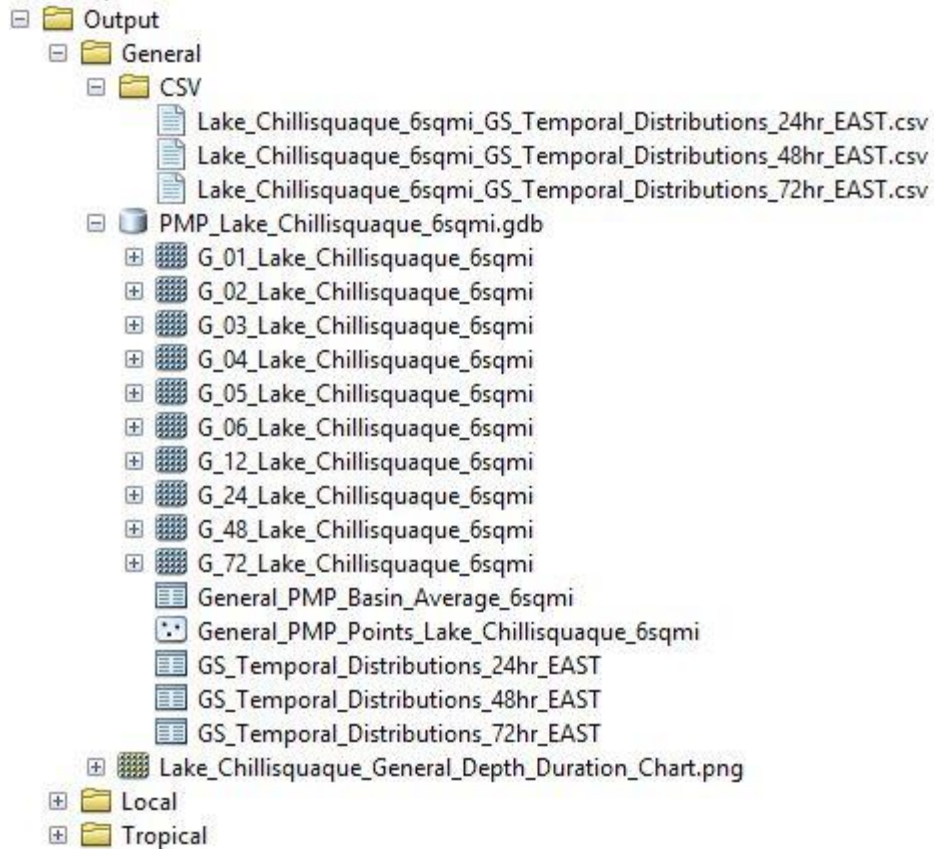 Output
General
CSV
Lake_Chillisquaque_6sqmi_GS_Temporal_Distributions_24hr_EAST.csv
Lake_Chillisquaque_6sqmi_GS_Temporal_Distributions_48hr_EAST.csv
Lake_Chillisquaque_6sqmi_GS_Temporal_Distributions_72hr_EAST.csv
PMP_Lake_Chillisquaque_6sqmi.gdb
G_01_Lake_Chillisquaque_6sqmi
G_02_Lake_Chillisquaque_6sqmi
G_03_Lake_Chillisquaque_6sqmi
G_04_Lake_Chillisquaque_6sqmi
G_05_Lake_Chillisquaque_6sqmi
G_06_Lake_Chillisquaque_6sqmi
G_12_Lake_Chillisquaque_6sqmi
G_24_Lake_Chillisquaque_6sqmi
G_48_Lake_Chillisquaque_6sqmi
G_72_Lake_Chillisquaque_6sqmi
General_PMP_Basin_Average_6sqmi
General_PMP_Points_Lake_Chillisquaque_6sqmi
GS_Temporal_Distributions_24hr_EAST
GS_Temporal_Distributions_48hr_EAST
GS_Temporal_Distributions_72hr_EAST
Lake_Chillisquaque_General_Depth_Duration_Chart.png
Local
Tropical